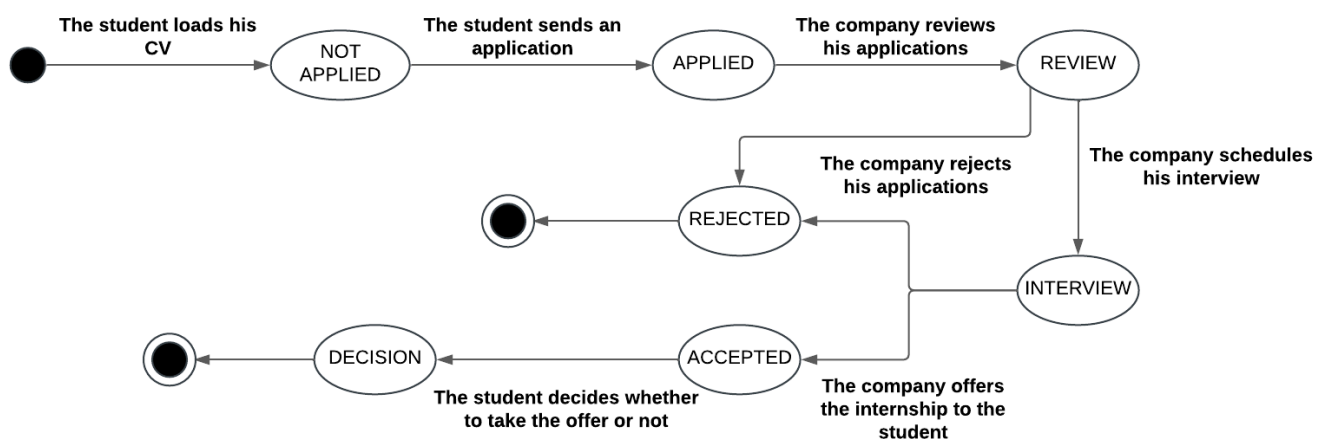 The student loads his
CV
NOT
APPLIED
The student sends an
application
APPLIED
The company reviews
his applications
REVIEW
The company rejects
his applications
The company schedules
his interview
REJECTED
INTERVIEW
DECISION
The student decides whether
to take the offer or not
ACCEPTED
The company offers
the internship to the
student